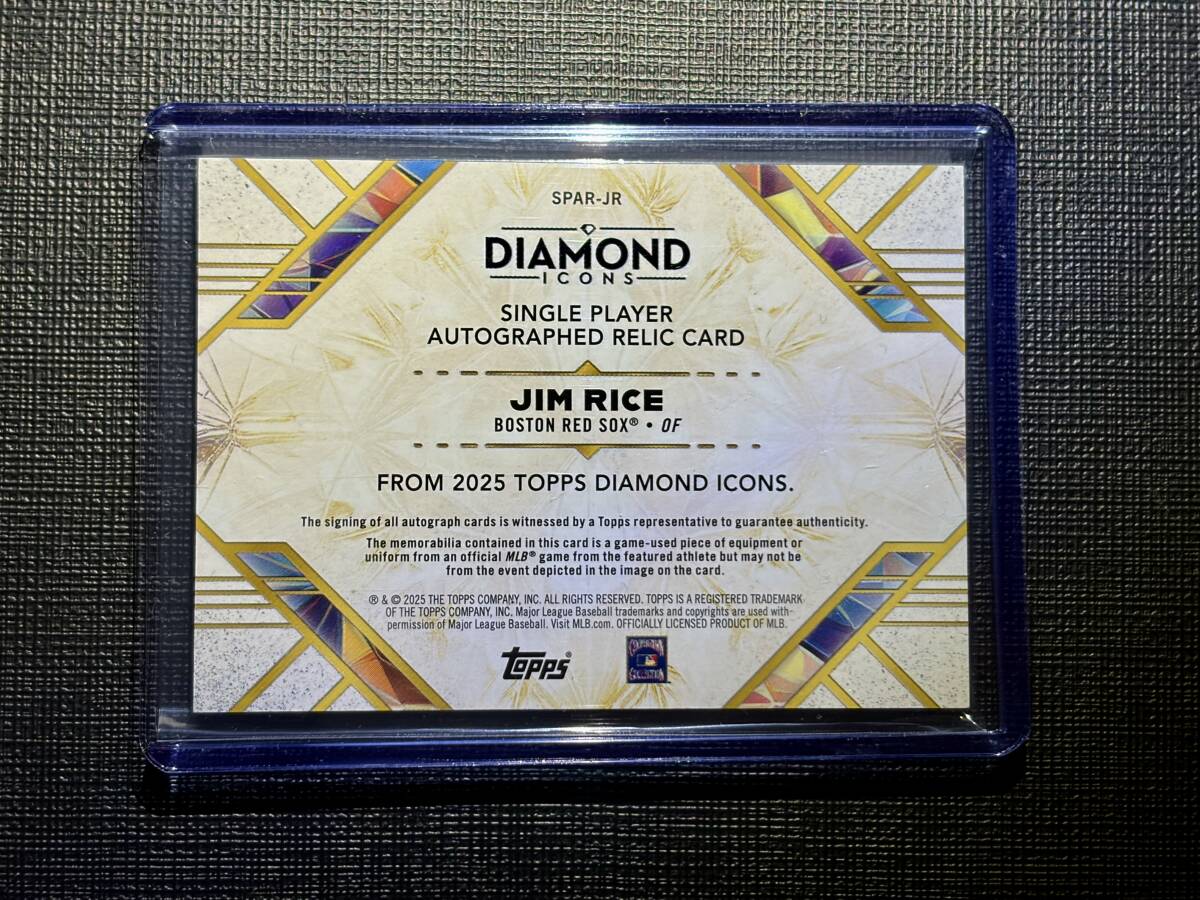 SPAR-JR
DIAMOND
ICONS
SINGLE PLAYER
AUTOGRAPHED RELIC CARD
JIM RICE
BOSTON RED SOX® • OF
FROM 2025 TOPPS DIAMOND ICONS.
The signing of all autograph cards is witnessed by a Topps representative to guarantee authenticity.
The memorabilia contained in this card is a game-used piece of equipment or
uniform from an official MLB® game from the featured athlete but may not be
from the event depicted in the image on the card.
® & © 2025 THE TOPPS COMPANY, INC. ALL RIGHTS RESERVED. TOPPS IS A REGISTERED TRADEMARK
OF THE TOPPS COMPANY, INC. Major League Baseball trademarks and copyrights are used with
permission of Major League Baseball. Visit MLB.com. OFFICIALLY LICENSED PRODUCT OF MLB.
Topps®